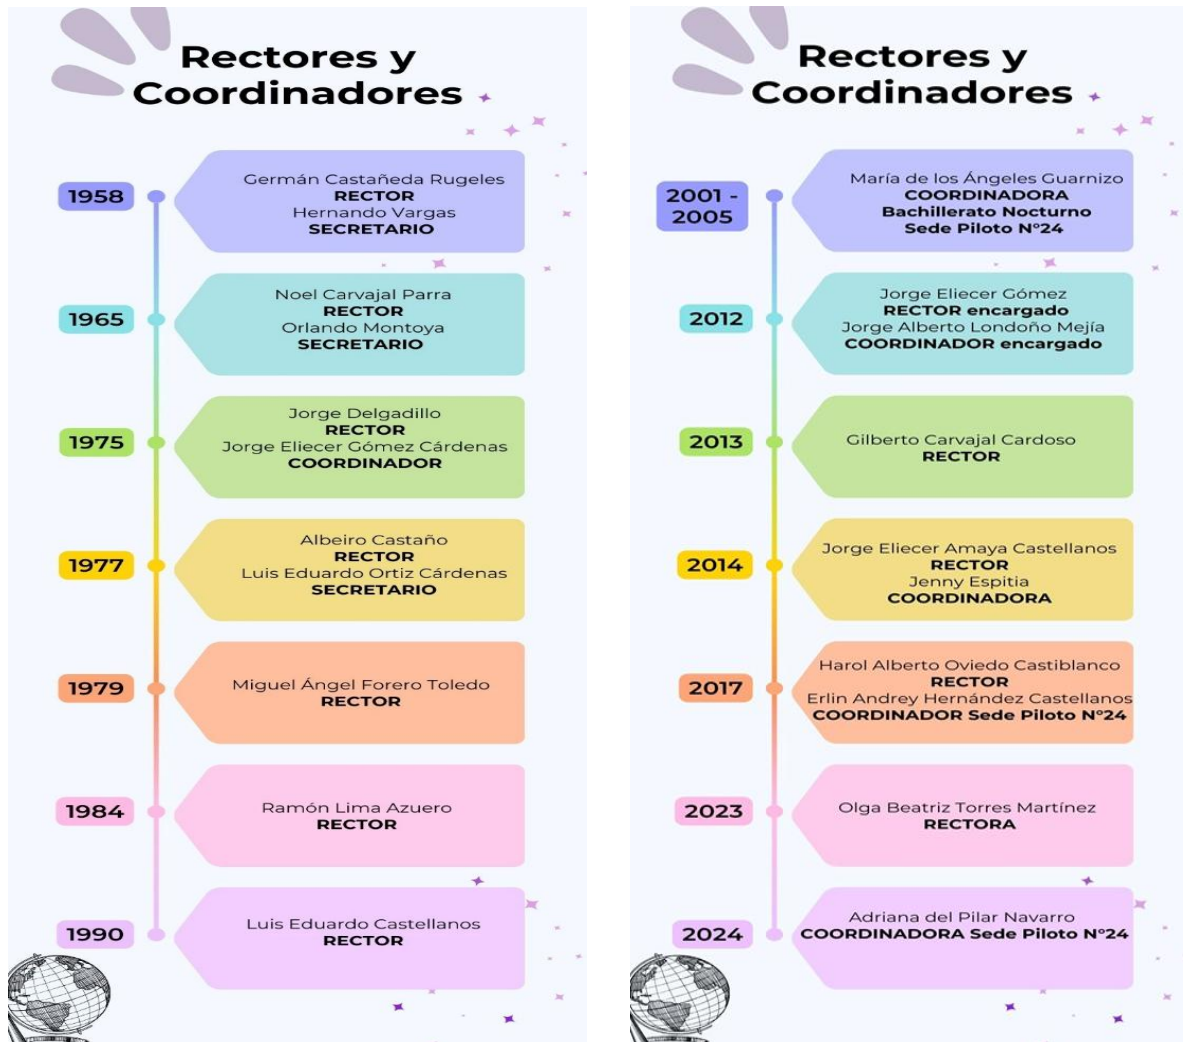 Rectores y
Coordinadores
1958
Germán Castañeda Rugeles
RECTOR
Hernando Vargas
SECRETARIO
1965
Noel Carvajal Parra
RECTOR
Orlando Montoya
SECRETARIO
1975
Jorge Delgadillo
RECTOR
Jorge Eliecer Gómez Cárdenas
COORDINADOR
1977
Albeiro Castaño
RECTOR
Luis Eduardo Ortiz Cárdenas
SECRETARIO
1979
Miguel Ángel Forero Toledo
RECTOR
1984
Ramón Lima Azuero
RECTOR
1990
Luis Eduardo Castellanos
RECTOR
Rectores y
Coordinadores
2001 -
2005
María de los Ángeles Guarnizo
COORDINADORA
Bachillerato Nocturno
Sede Piloto N°24
2012
Jorge Eliecer Gómez
RECTOR encargado
Jorge Alberto Londoño Mejía
COORDINADOR encargado
2013
Gilberto Carvajal Cardoso
RECTOR
2014
Jorge Eliecer Amaya Castellanos
RECTOR
Jenny Espitia
COORDINADORA
2017
Harol Alberto Oviedo Castiblanco
RECTOR
Erlin Andrey Hernández Castellanos
COORDINADOR Sede Piloto N°24
2023
Olga Beatriz Torres Martínez
RECTORA
2024
Adriana del Pilar Navarro
COORDINADORA Sede Piloto N°24